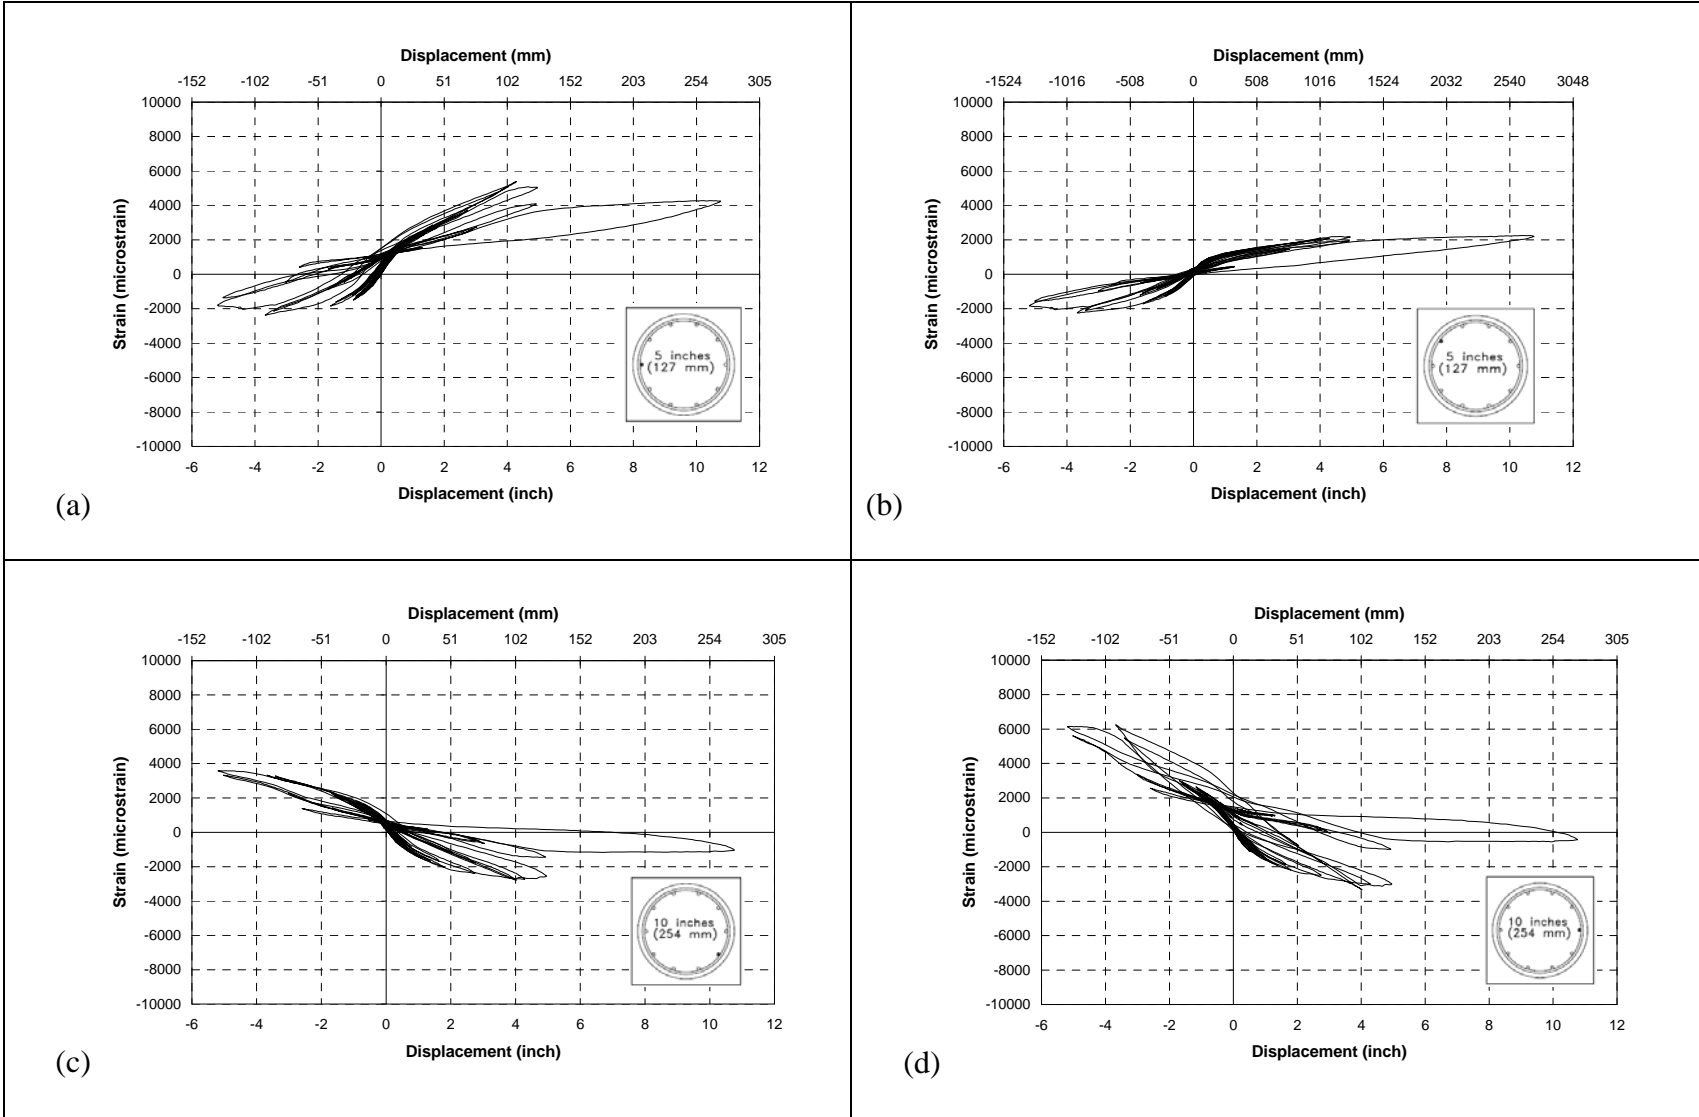 Displacement (mm)
-152 -102 -51 0 51 102 152 203 254 305
10000
8000
6000
4000
2000
0
-2000
-4000
-6000
-8000
-10000
Strain (microstrain)
5 inches
(127 mm)
-6 -4 -2 0 2 4 6 8 10 12
Displacement (inch)
(a)
Displacement (mm)
-1524 -1016 -508 0 508 1016 1524 2032 2540 3048
10000
8000
6000
4000
2000
0
-2000
-4000
-6000
-8000
-10000
Strain (microstrain)
5 inches
(127 mm)
-6 -4 -2 0 2 4 6 8 10 12
Displacement (inch)
(b)
Displacement (mm)
-152 -102 -51 0 51 102 152 203 254 305
10000
8000
6000
4000
2000
0
-2000
-4000
-6000
-8000
-10000
Strain (microstrain)
10 inches
(254 mm)
-6 -4 -2 0 2 4 6 8 10 12
Displacement (inch)
(c)
Displacement (mm)
-152 -102 -51 0 51 102 152 203 254 305
10000
8000
6000
4000
2000
0
-2000
-4000
-6000
-8000
-10000
Strain (microstrain)
10 inches
(254 mm)
-6 -4 -2 0 2 4 6 8 10 12
Displacement (inch)
(d)